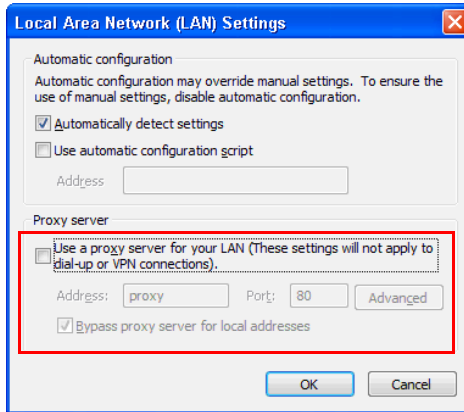 Local Area Network (LAN) Settings
Automatic configuration
Automatic configuration may override manual settings. To ensure the
use of manual settings, disable automatic configuration.
Automatically detect settings
Use automatic configuration script
Address
Proxy server
Use a proxy server for your LAN (These settings will not apply to
dial-up or VPN connections).
Address: proxy Port: 80 Advanced
Bypass proxy server for local addresses
OK Cancel